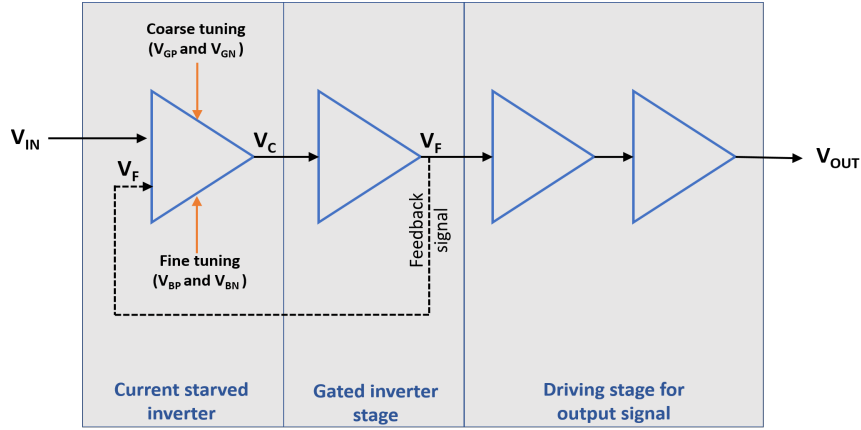 Coarse tuning
(VGP and VGN)
VIN
VC
VF
VF
VOUT
Feedback
signal
Fine tuning
(VBP and VBN)
Current starved
inverter
Gated inverter
stage
Driving stage for
output signal